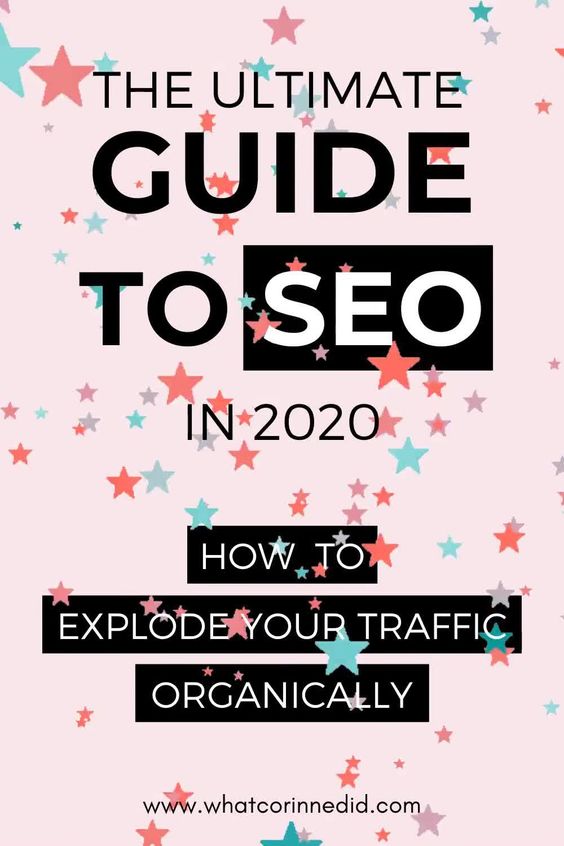 THE ULTIMATE
GUIDE
TO SEO
IN 2020
HOW TO
EXPLODE YOUR TRAFFIC
ORGANICALLY
www.whatcorinnedid.com